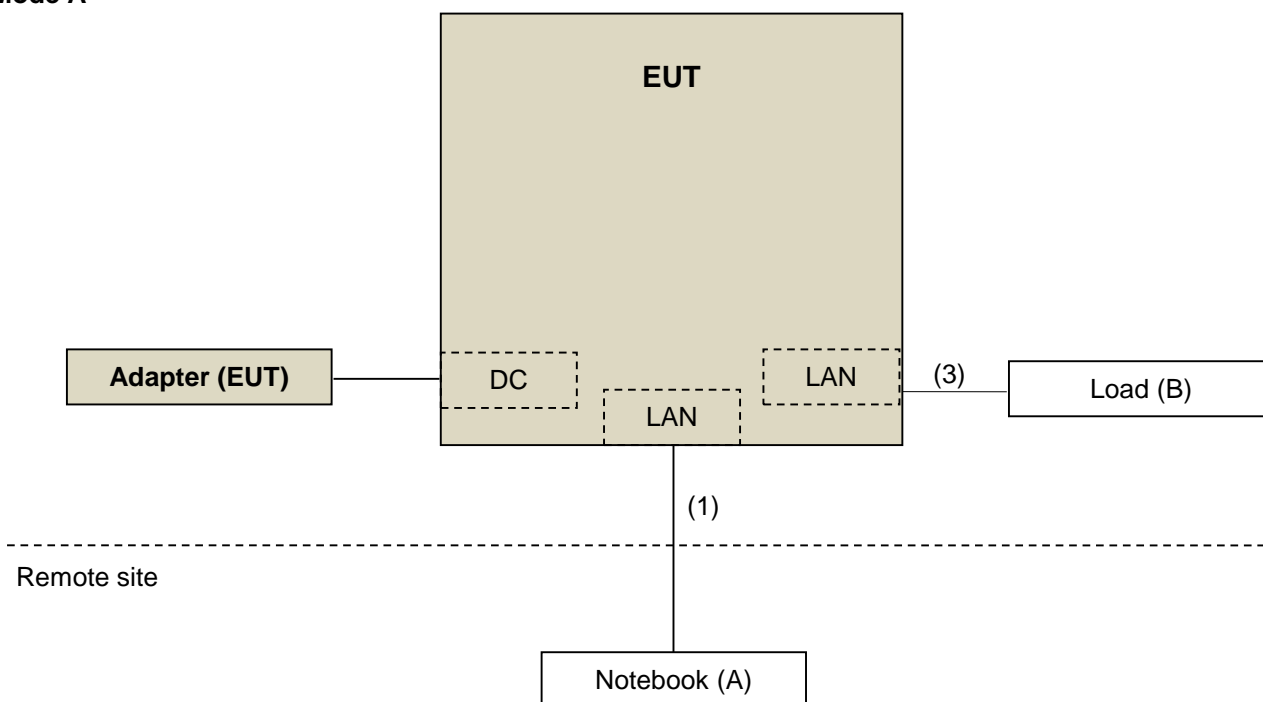 EUT
Adapter (EUT)
DC
LAN
LAN
(3)
Load (B)
(1)
Remote site
Notebook (A)